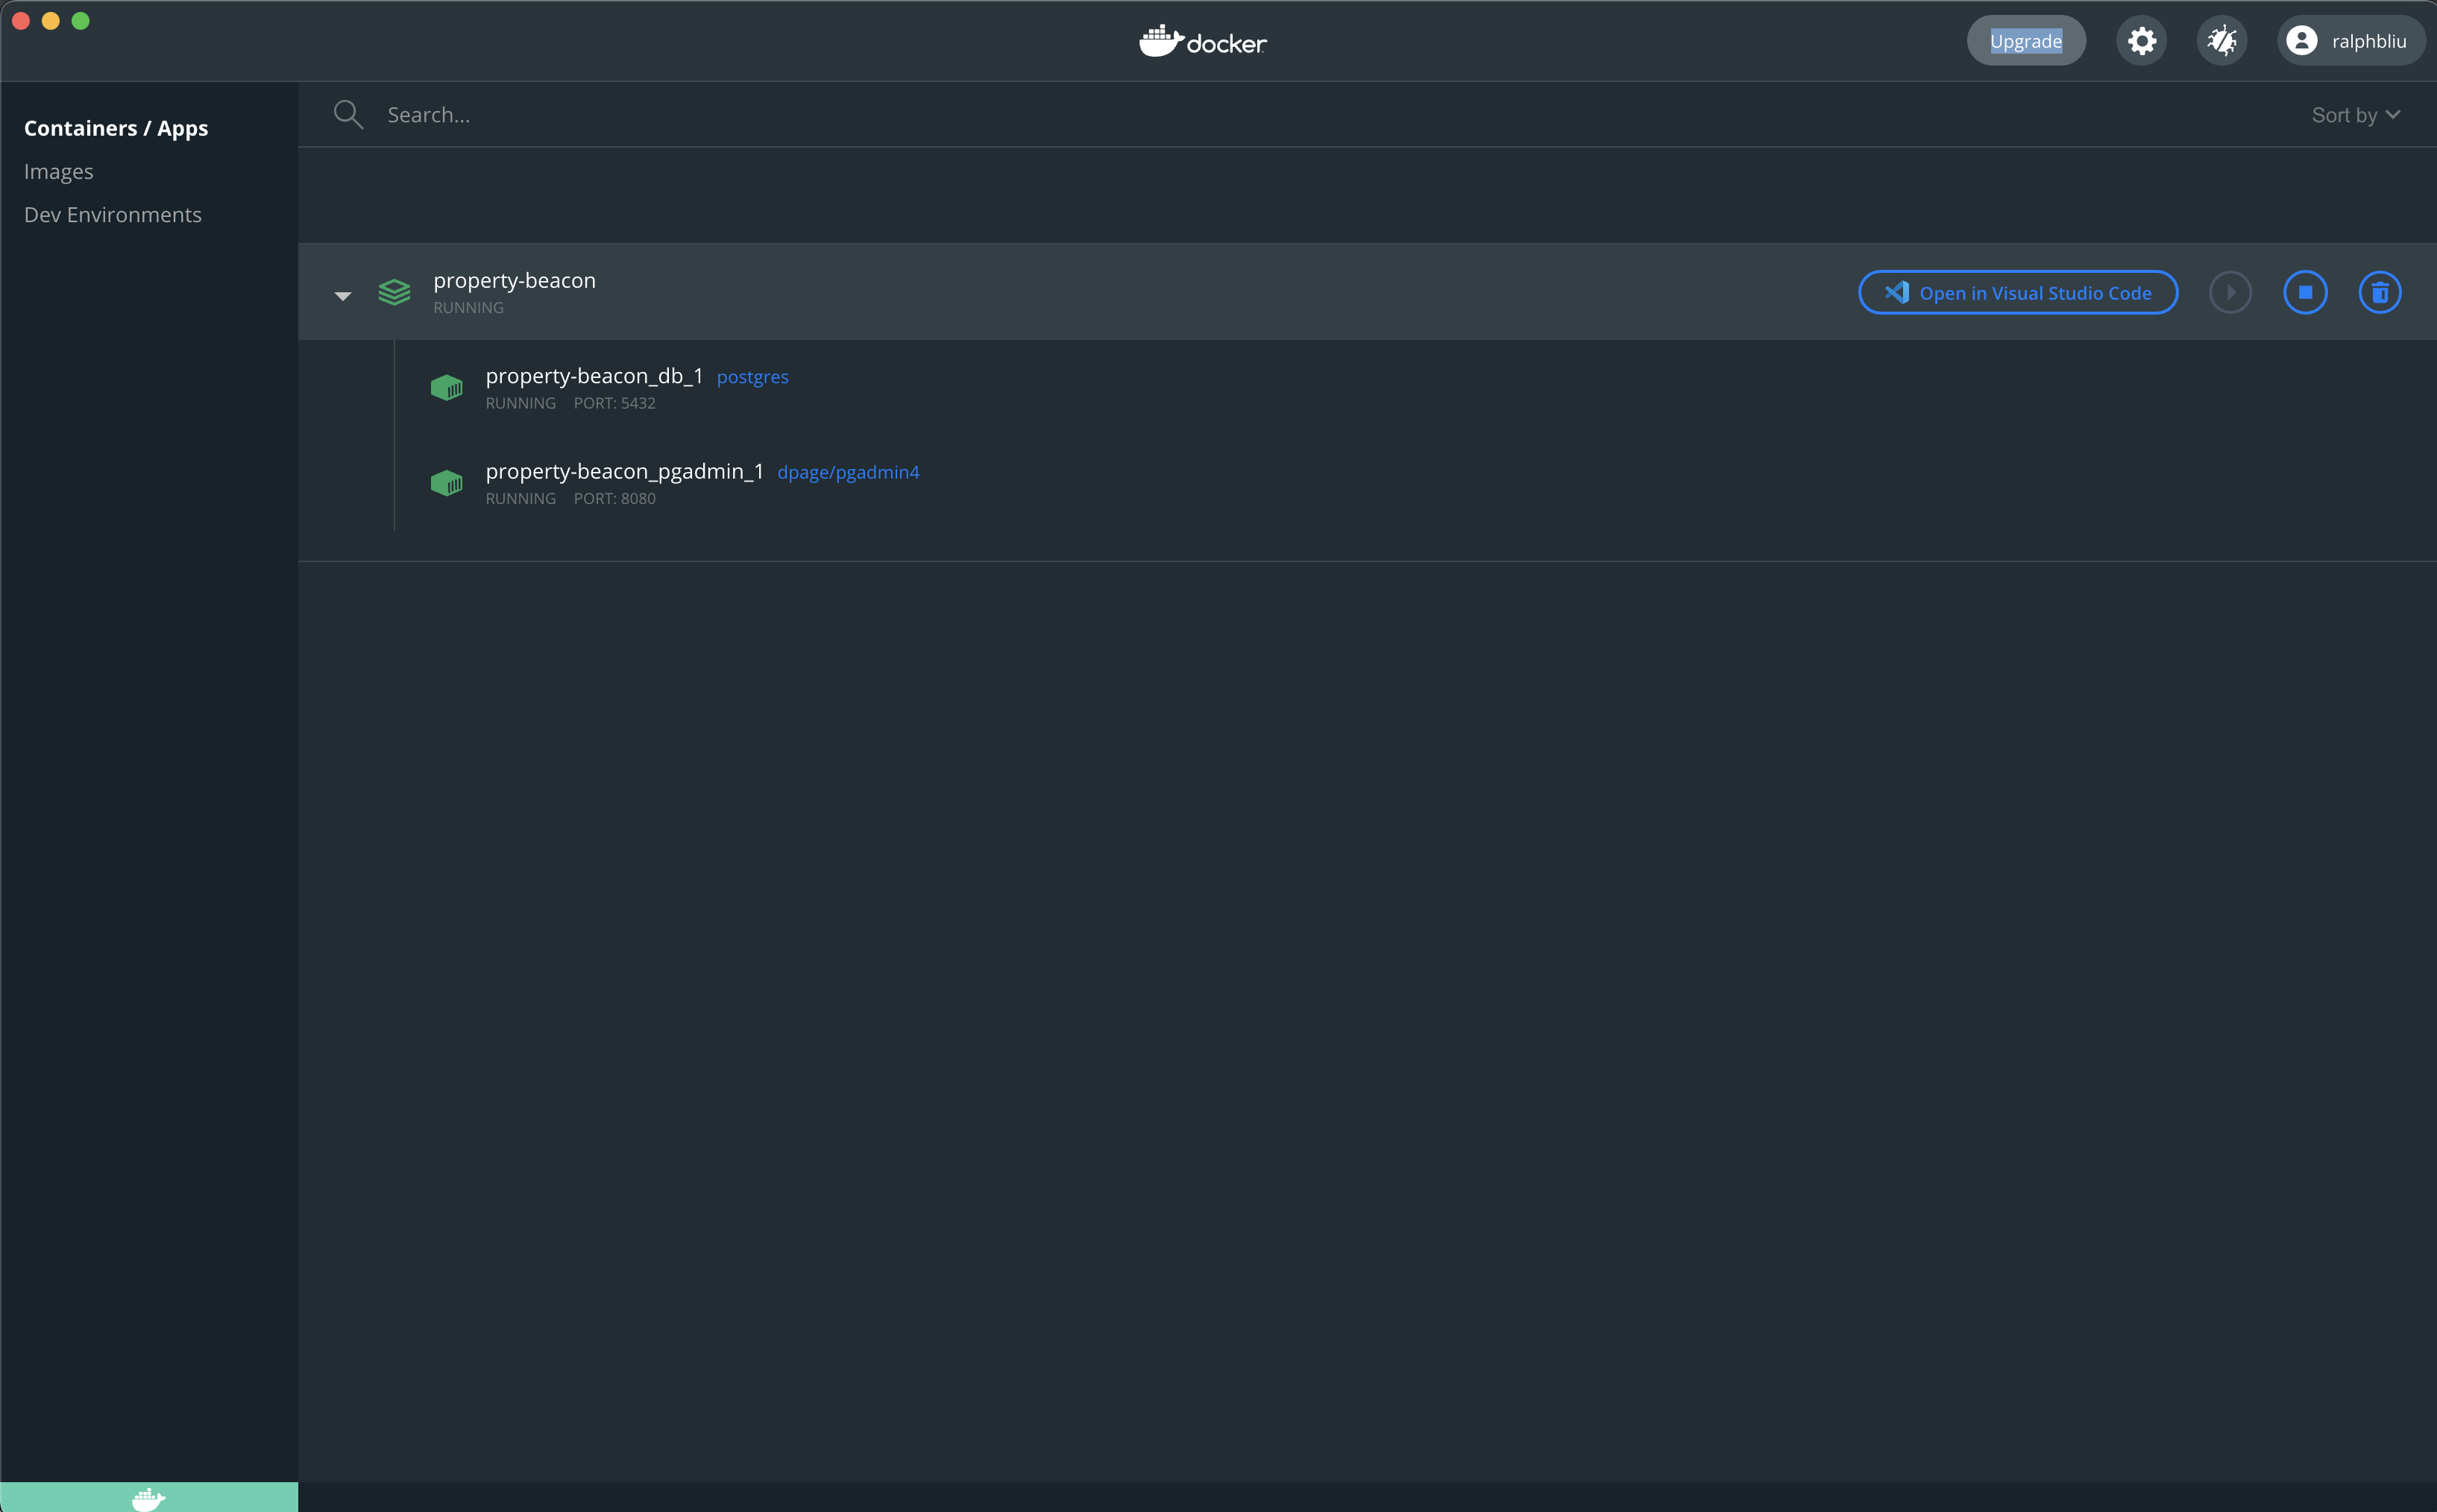 docker
Upgrade
ralphbliu
Containers / Apps
Images
Dev Environments
Search...
Sort by
property-beacon
RUNNING
Open in Visual Studio Code
property-beacon_db_1 postgres
RUNNING PORT: 5432
property-beacon_pgadmin_1 dpage/pgadmin4
RUNNING PORT: 8080